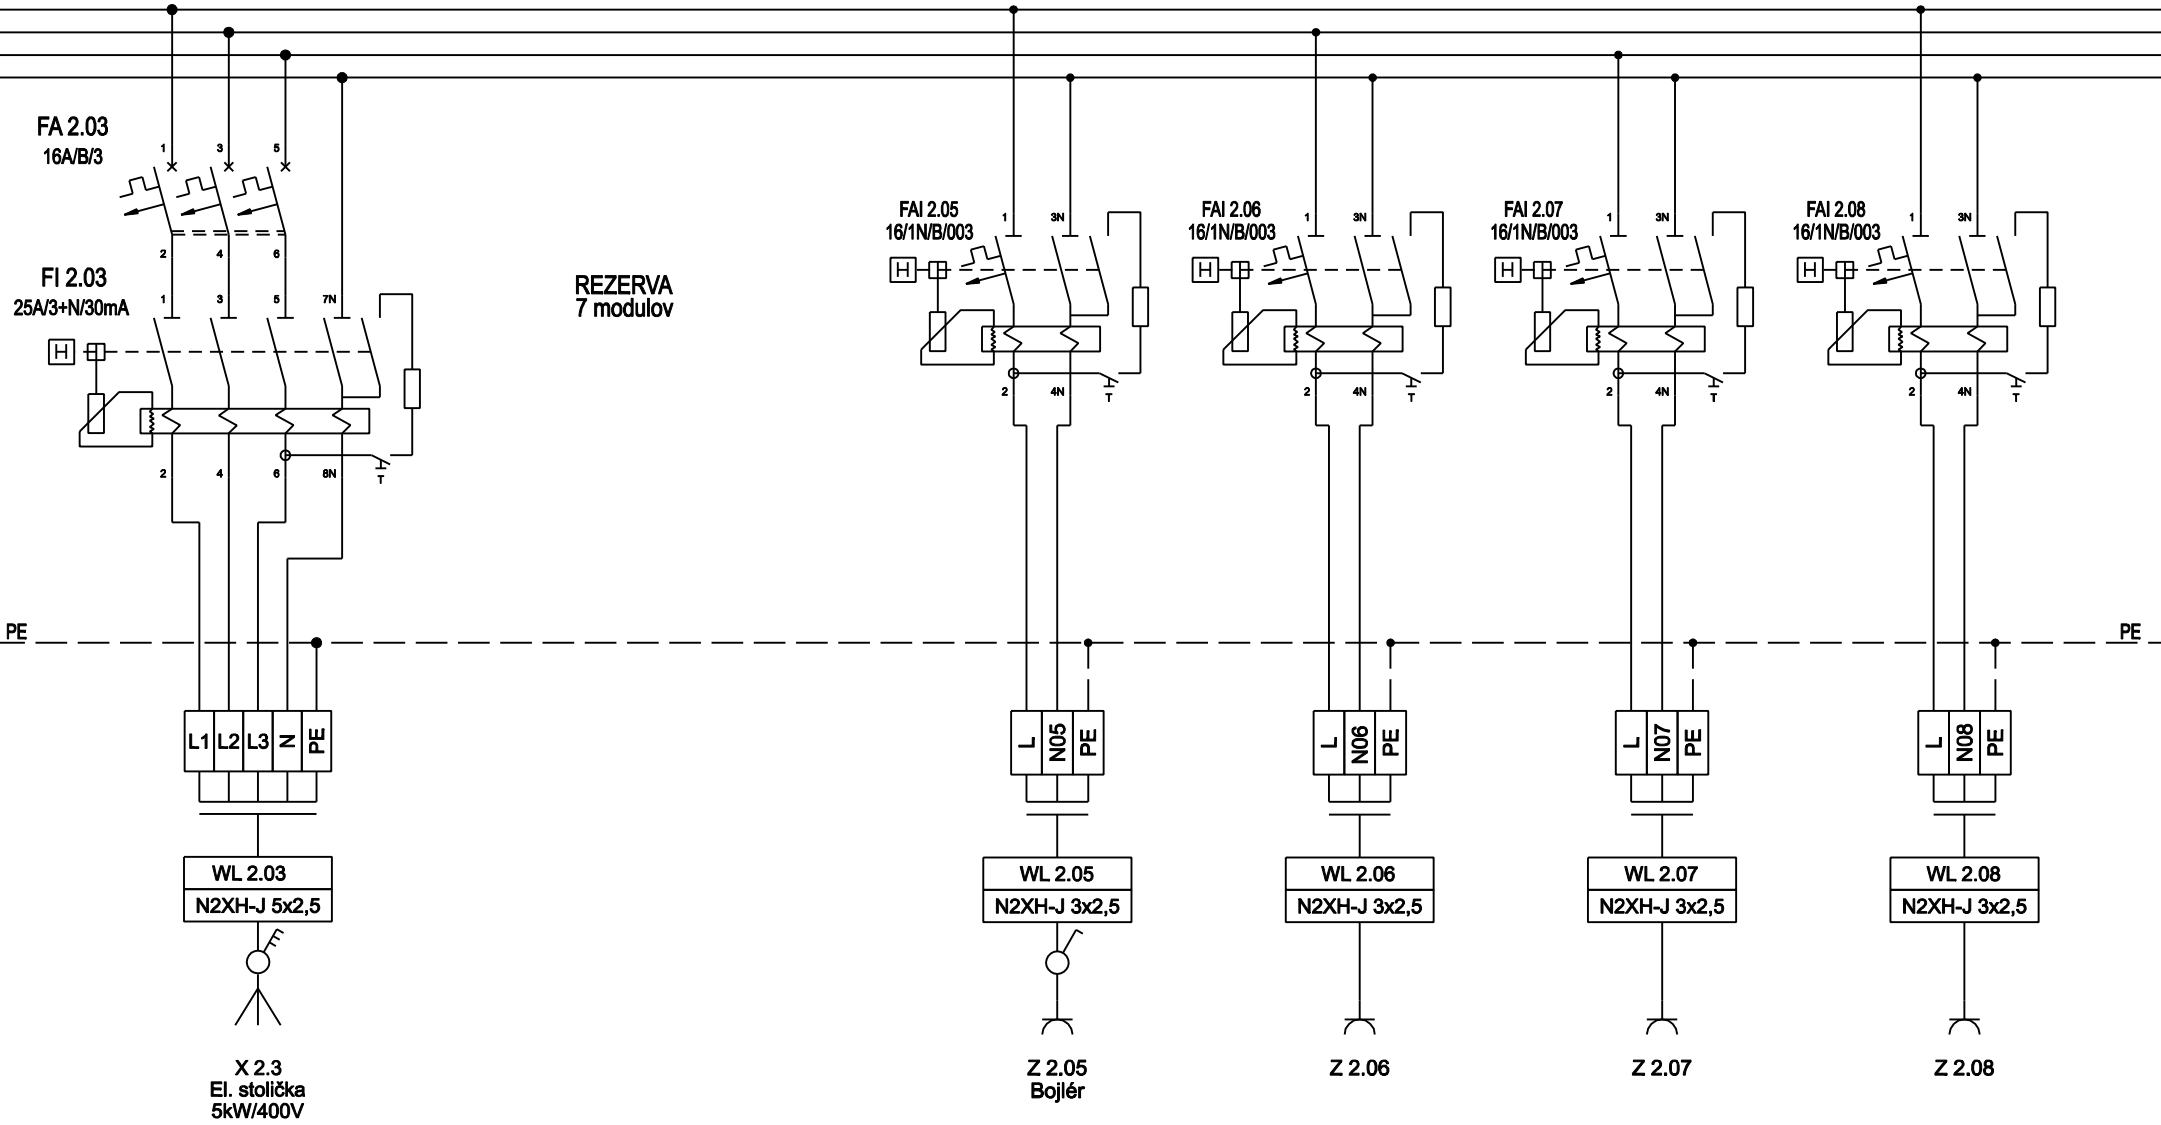 FA 2.03
16A/B/3
1
3
5
2
4
6
FI 2.03
25A/3+N/30mA
1
3
5
7N
H
2
4
6
8N
T
REZERVA
7 modulov
FAI 2.05
16/1N/B/003
1
3N
H
2
4N
T
FAI 2.06
16/1N/B/003
1
3N
H
2
4N
T
FAI 2.07
16/1N/B/003
1
3N
H
2
4N
T
FAI 2.08
16/1N/B/003
1
3N
H
2
4N
T
PE
PE
L1 L2 L3 N PE
L N05 PE
L N06 PE
L N07 PE
L N08 PE
WL 2.03
N2XH-J 5x2,5
WL 2.05
N2XH-J 3x2,5
WL 2.06
N2XH-J 3x2,5
WL 2.07
N2XH-J 3x2,5
WL 2.08
N2XH-J 3x2,5
X 2.3
El. stolička
5kW/400V
Z 2.05
Bojlér
Z 2.06
Z 2.07
Z 2.08